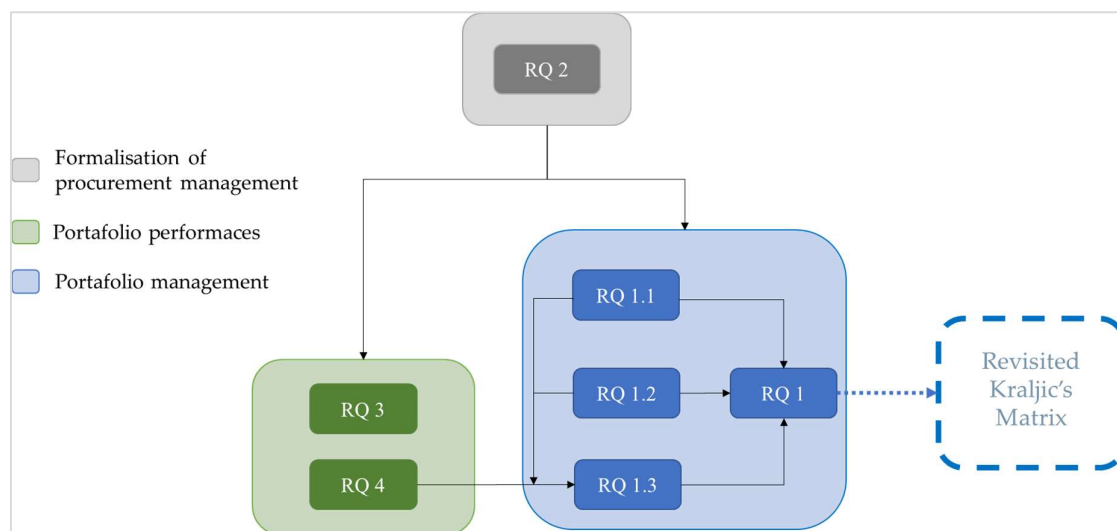 RQ 2
Formalisation of
procurement management
Portafolio performaces
Portafolio management
RQ 1.1
RQ 1.2
RQ 1
RQ 1.3
RQ 3
RQ 4
Revisited
Kraljic's
Matrix